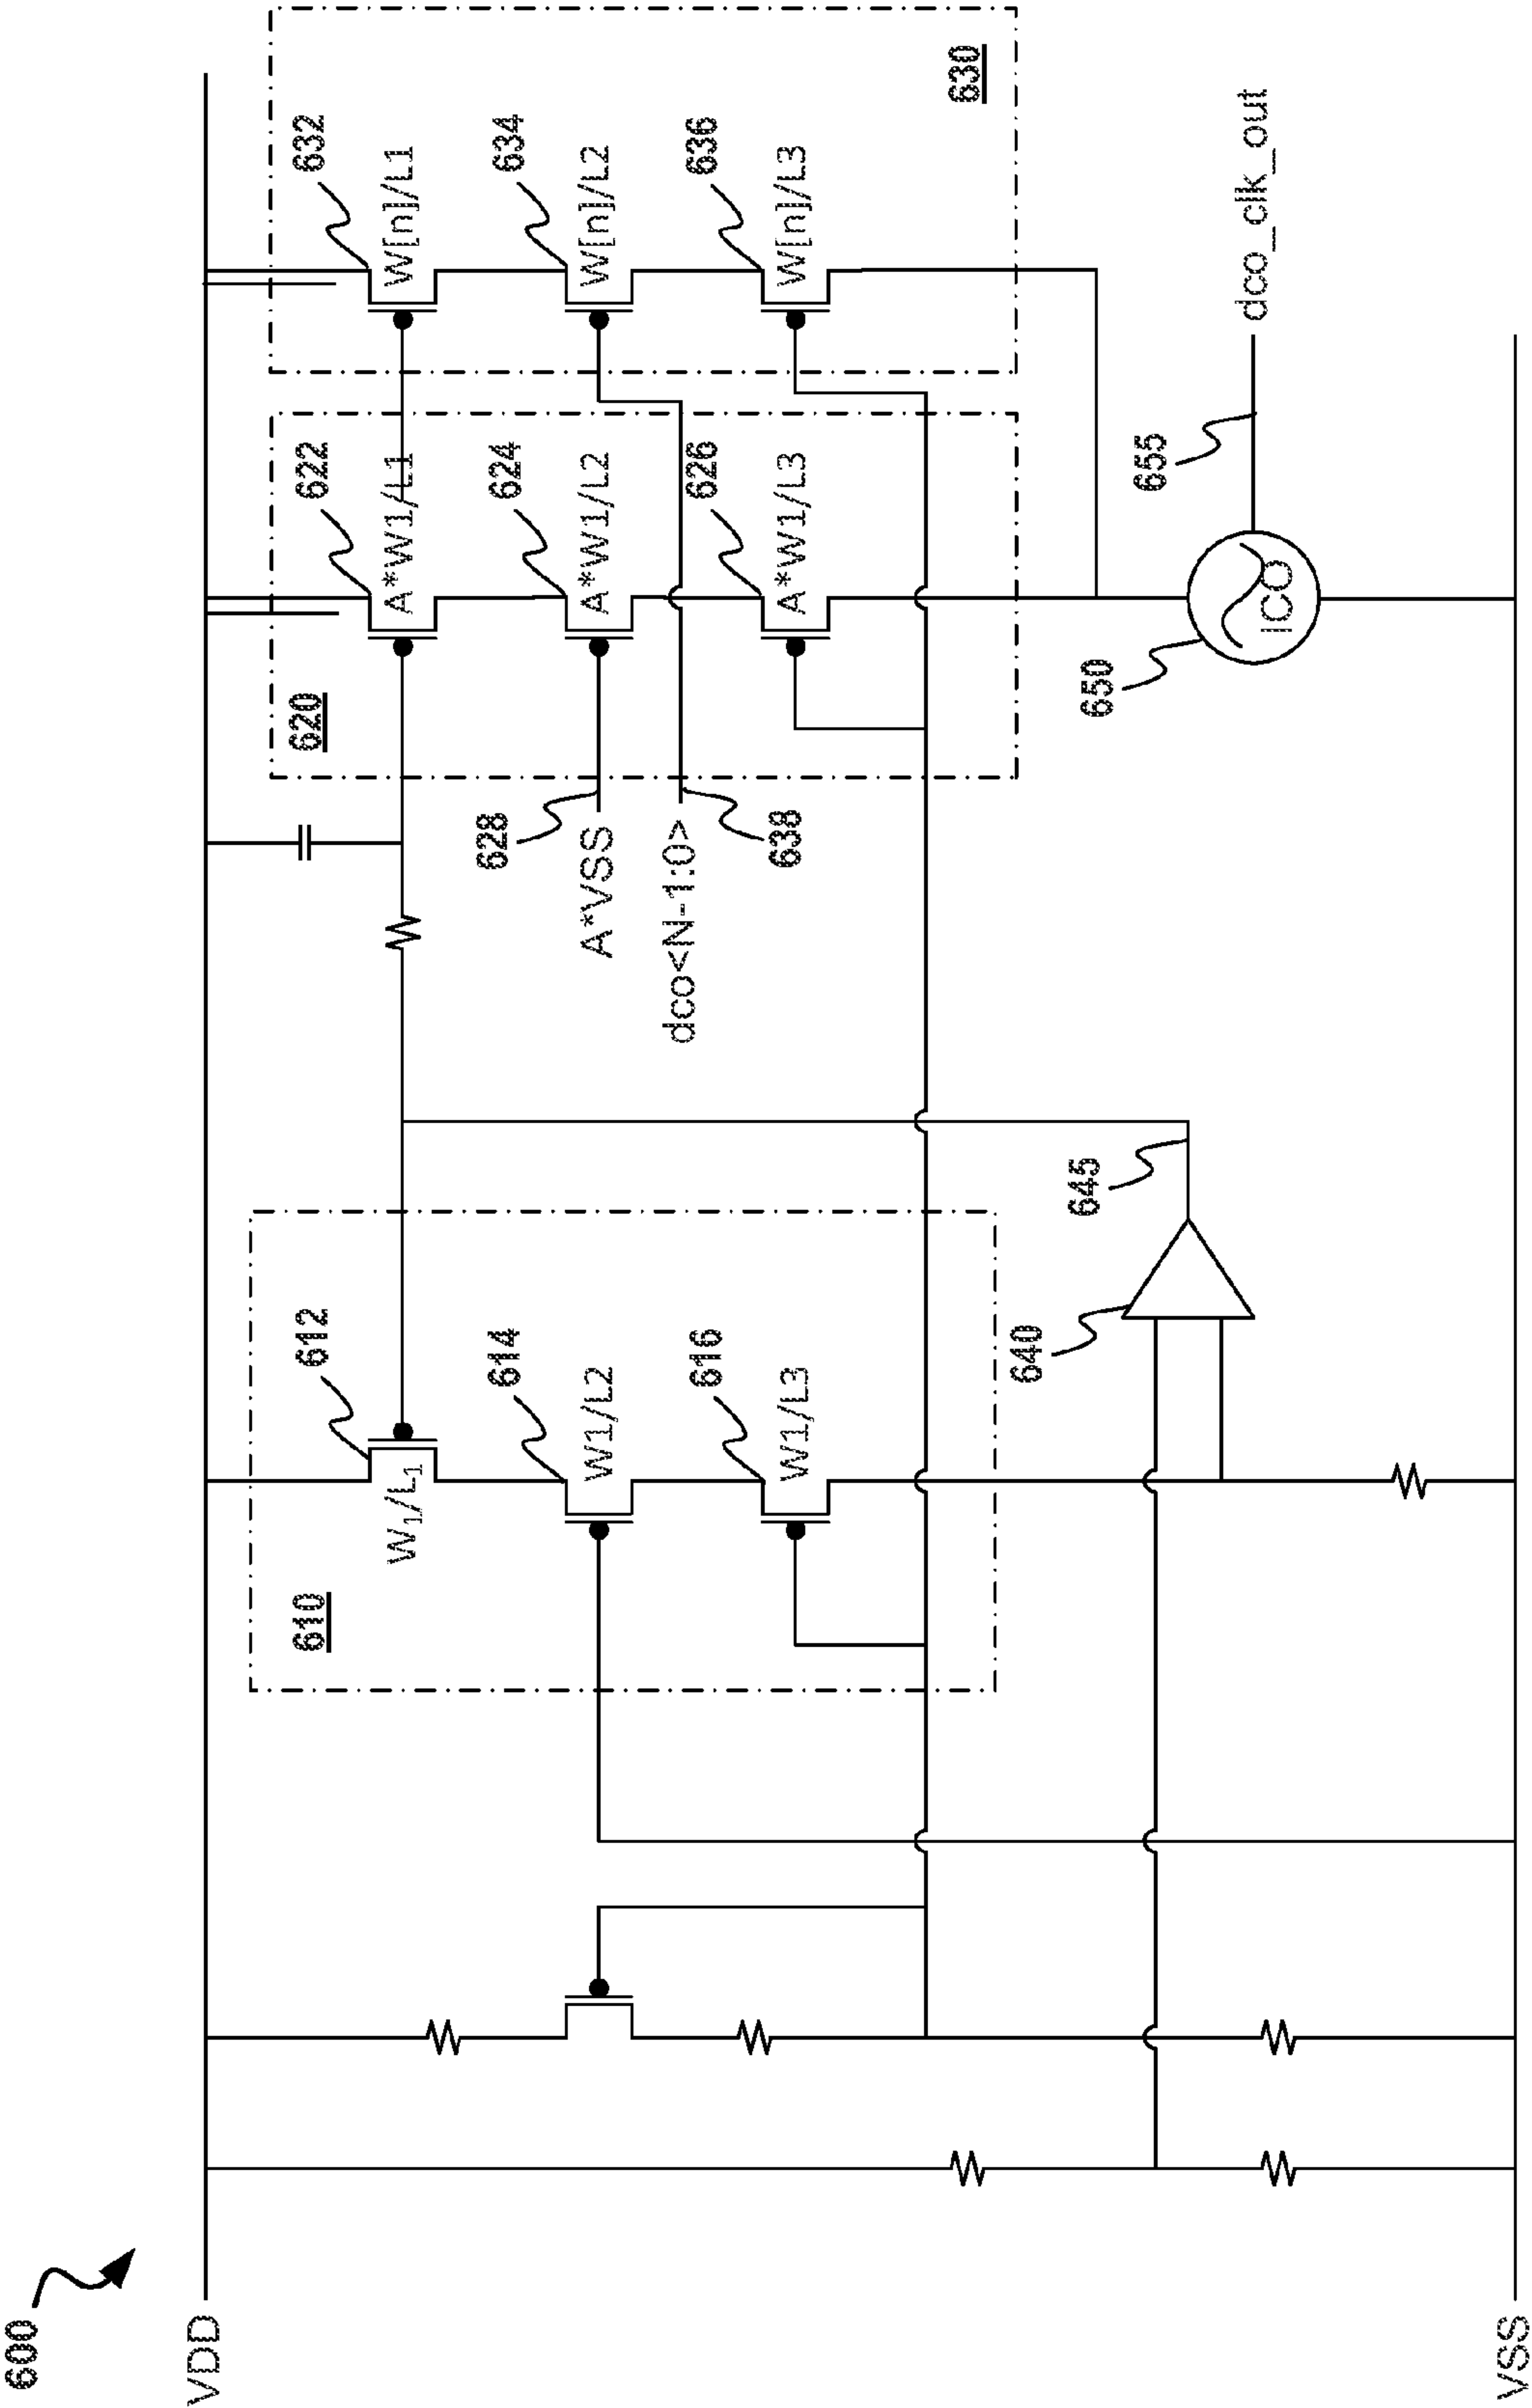 600
VDD
VSS
610
612
W₁/L₁
614
W1/L2
616
W1/L3
640
645
620
622
A*W1/L1
624
A*W1/L2
626
A*W1/L3
628
A*VSS
638
dco<N-1:0>
630
632
W[n]/L1
634
W[n]/L2
636
W[n]/L3
650
ICO
655
dco_clk_out